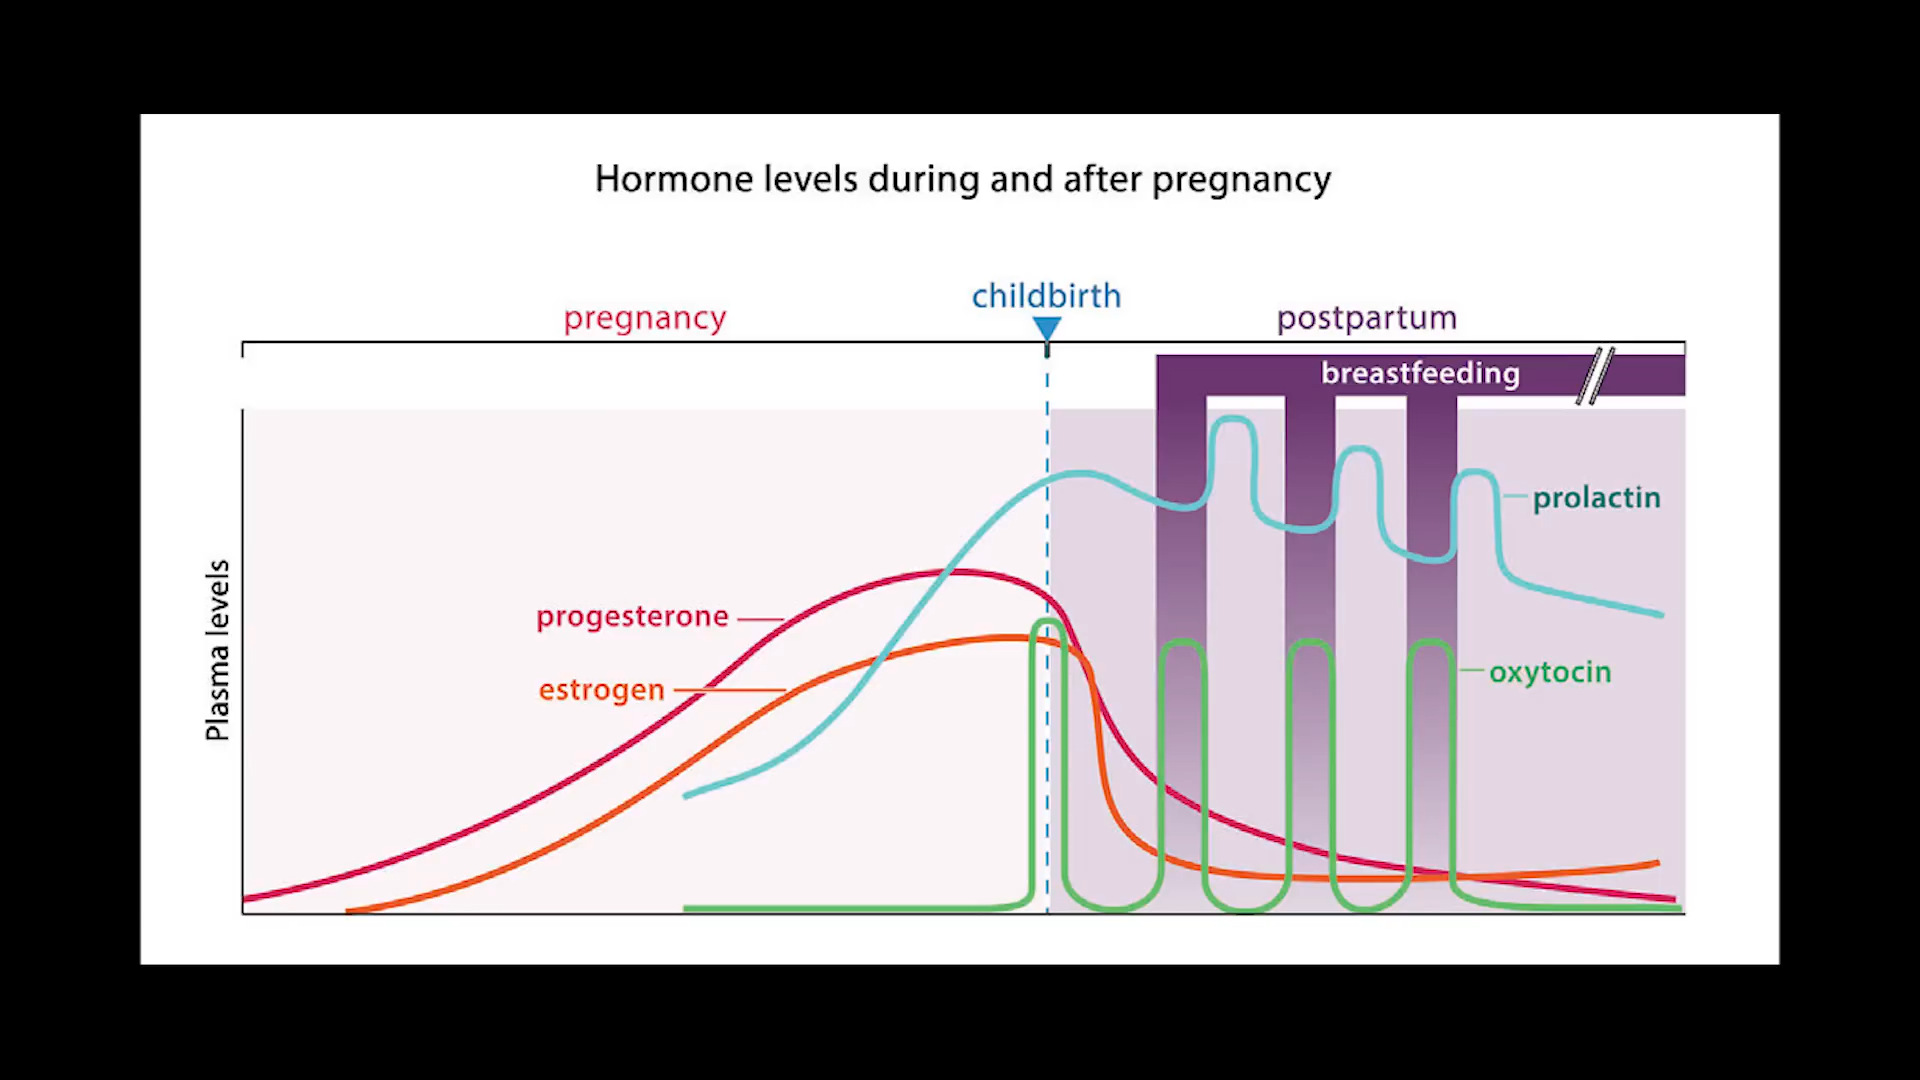 Hormone levels during and after pregnancy
childbirth
pregnancy
postpartum
breastfeeding
prolactin
progesterone
oxytocin
estrogen
Plasma levels